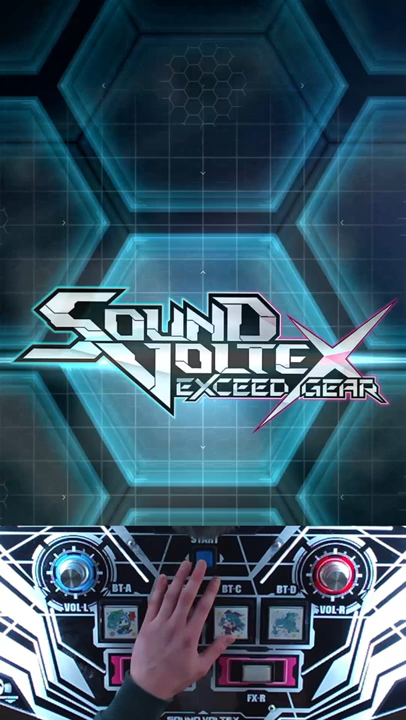 SOUND
VOLTEX
EXCEED GEAR
START
BT-A
BT-C
BT-D
VOL-L
VOL-R
FX-R
SOUND VOLTEX